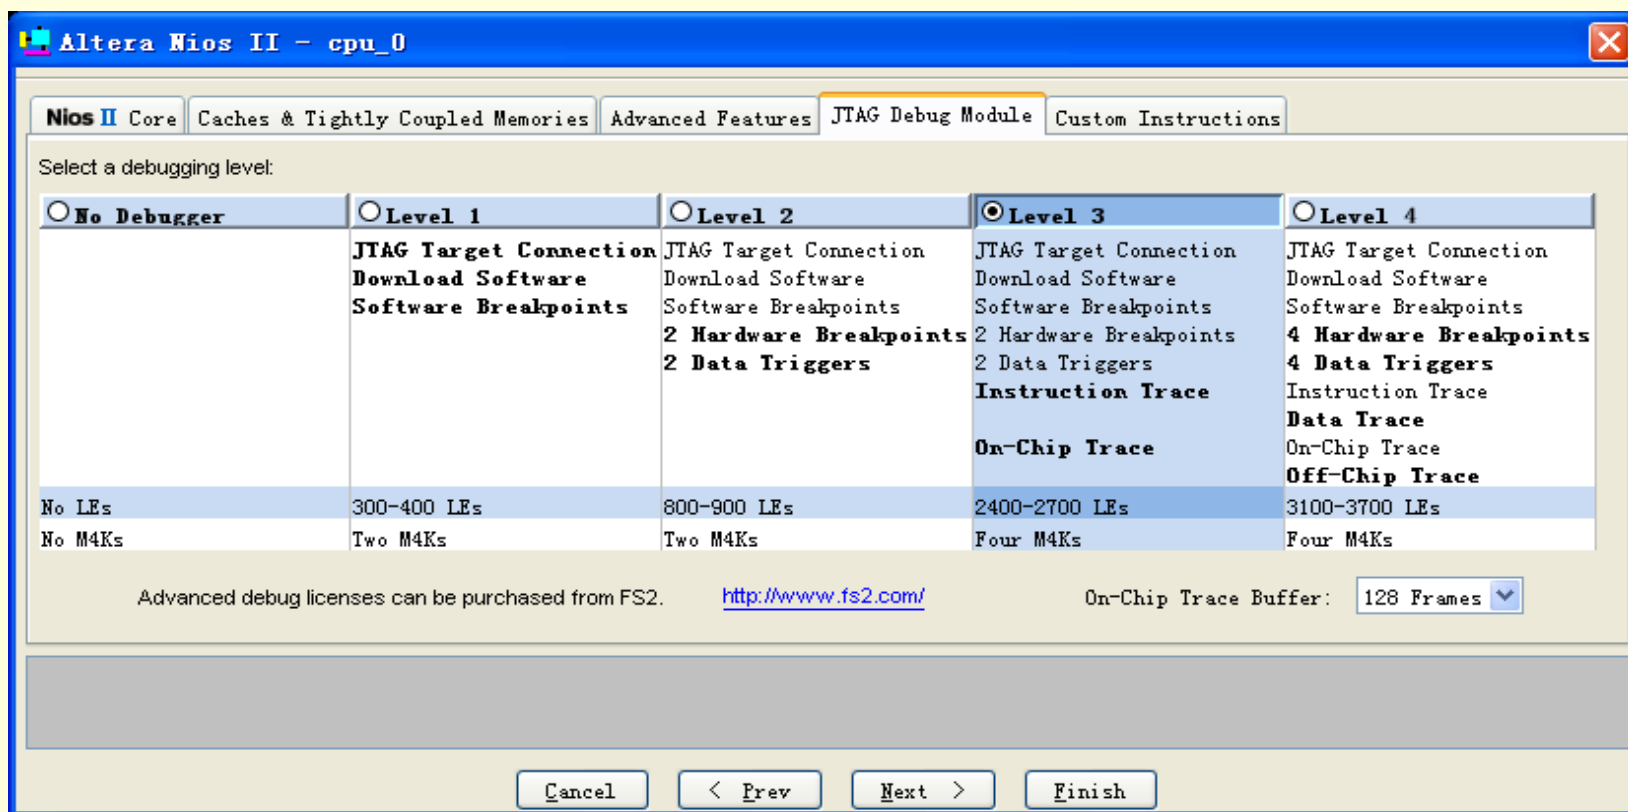 Altera Nios II - cpu_0
Nios II Core Caches & Tightly Coupled Memories Advanced Features JTAG Debug Module Custom Instructions
Select a debugging level:
No Debugger Level 1 Level 2 Level 3 Level 4
JTAG Target Connection JTAG Target Connection JTAG Target Connection JTAG Target Connection
Download Software Download Software Download Software Download Software
Software Breakpoints Software Breakpoints Software Breakpoints Software Breakpoints
2 Hardware Breakpoints 2 Hardware Breakpoints 4 Hardware Breakpoints
2 Data Triggers 2 Data Triggers 4 Data Triggers
Instruction Trace Instruction Trace
Data Trace
On-Chip Trace On-Chip Trace
Off-Chip Trace
No LEs 300-400 LEs 800-900 LEs 2400-2700 LEs 3100-3700 LEs
No M4Ks Two M4Ks Two M4Ks Four M4Ks Four M4Ks
Advanced debug licenses can be purchased from FS2. http://www.fs2.com/ On-Chip Trace Buffer: 128 Frames
Cancel < Prev Next > Finish